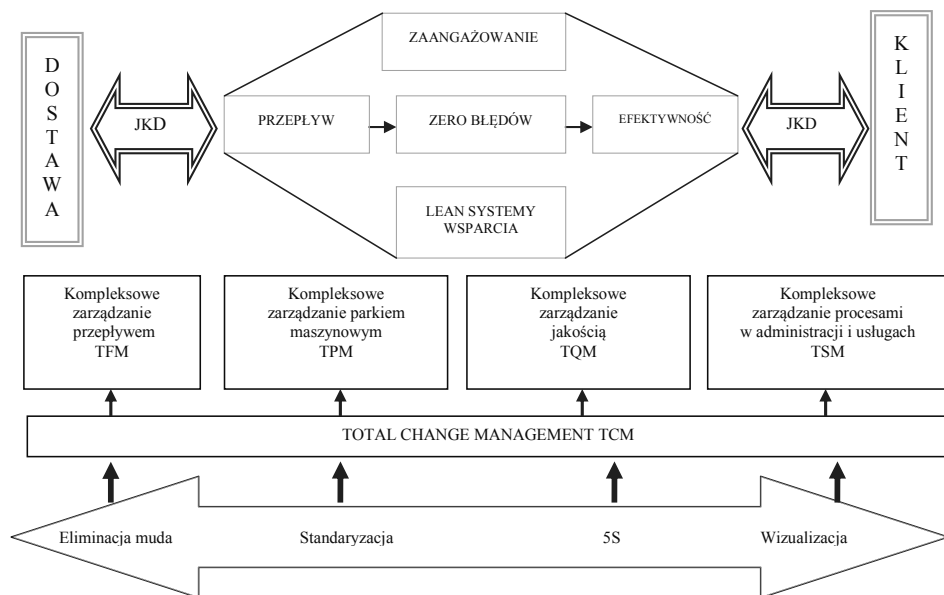 DOSTAWA
ZAANGAŻOWANIE
KLIENT
JKD
PRZEPŁYW
ZERO BŁĘDÓW
EFEKTYWNOŚĆ
JKD
LEAN SYSTEMY
WSPARCIA
Kompleksowe
zarządzanie
przepływem
TFM
Kompleksowe
zarządzanie parkiem
maszynowym
TPM
Kompleksowe
zarządzanie
jakością
TQM
Kompleksowe
zarządzanie procesami
w administracji i usługach
TSM
TOTAL CHANGE MANAGEMENT TCM
Eliminacja muda
Standaryzacja
5S
Wizualizacja